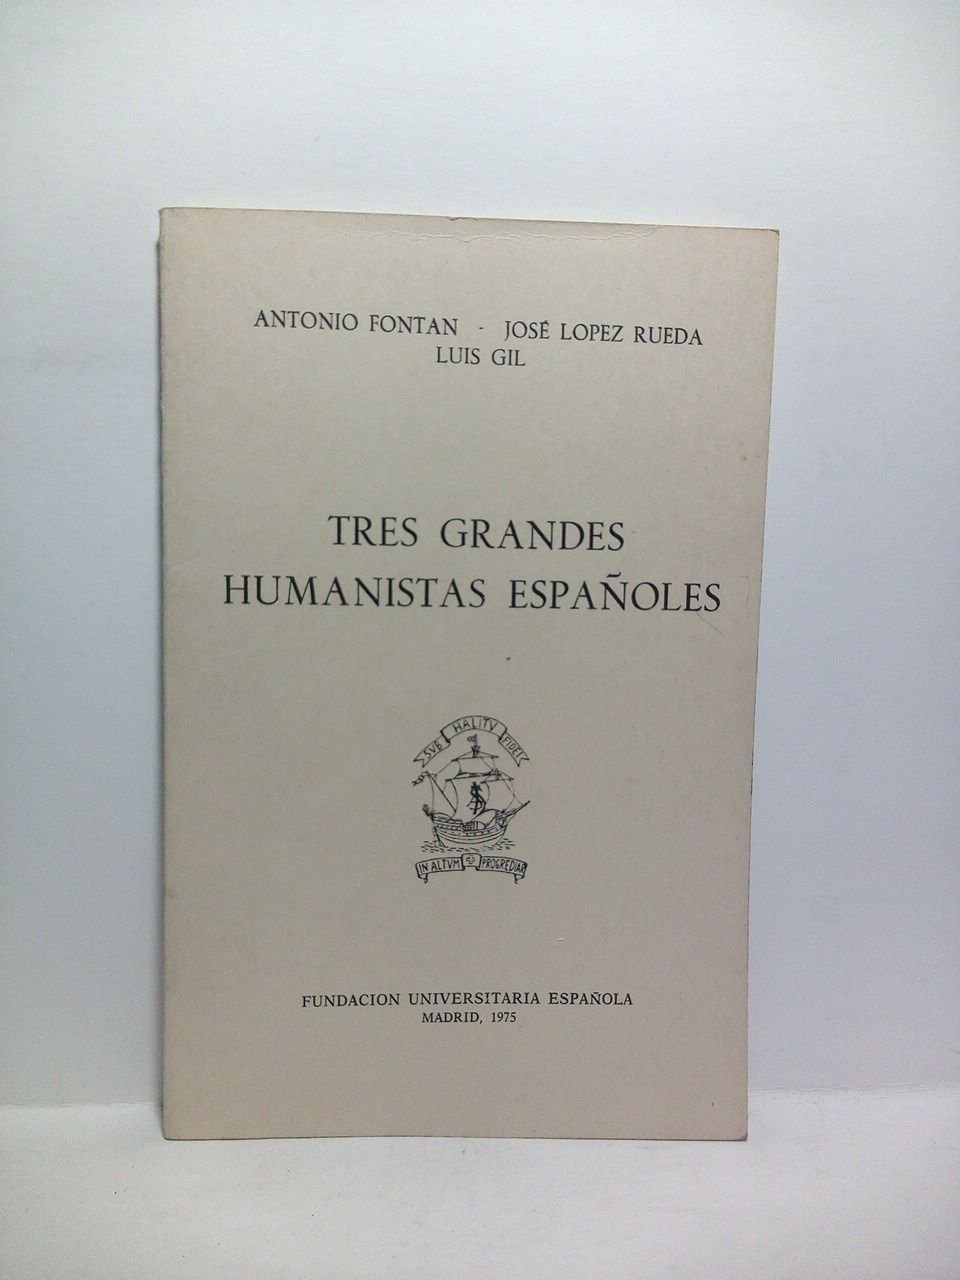 ANTONIO FONTAN - JOSÉ LOPEZ RUEDA
LUIS GIL
TRES GRANDES
HUMANISTAS ESPAÑOLES
SVB HALITV FIDEI
IN ALTVM PROGREDIAR
FUNDACION UNIVERSITARIA ESPAÑOLA
MADRID, 1975